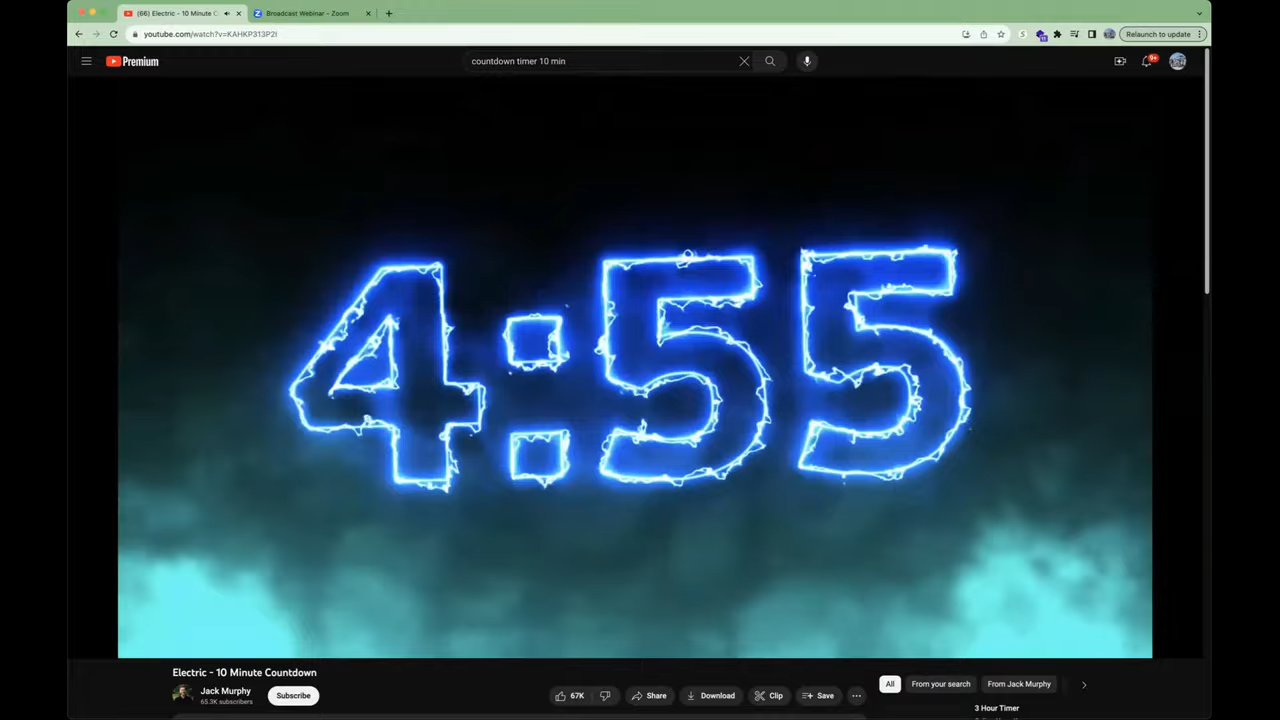 (66) Electric - 10 Minute C
Broadcast Webinar - Zoom
youtube.com/watch?v=KAHKP313P2I
Relaunch to update
Premium
countdown timer 10 min
9+
4:55
Electric - 10 Minute Countdown
Jack Murphy
65.3K subscribers
Subscribe
67K
Share
Download
Clip
Save
All
From your search
From Jack Murphy
3 Hour Timer